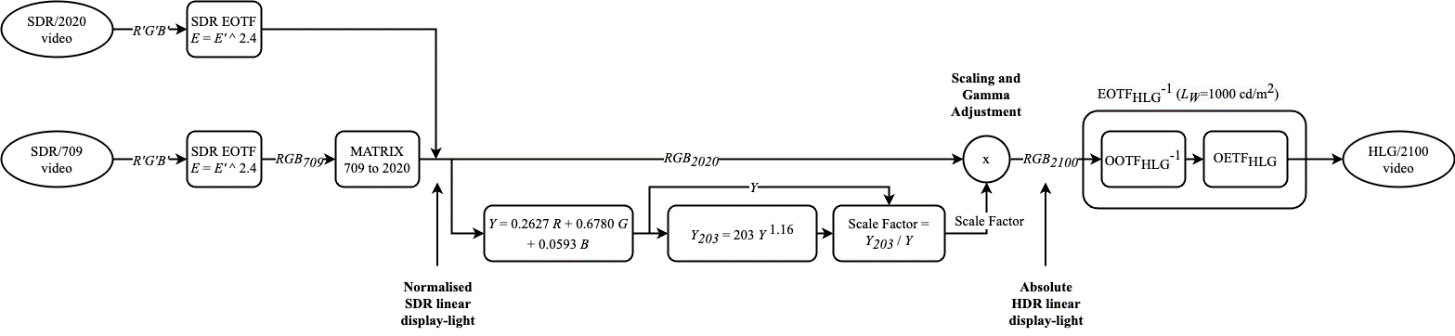 SDR/2020
video
R'G'B'
SDR EOTF
E = E'^ 2.4
SDR/709
video
R'G'B'
SDR EOTF
E = E'^ 2.4
RGB709
MATRIX
709 to 2020
RGB2020
Y = 0.2627 R + 0.6780 G
+ 0.0593 B
Y
Y203 = 203 Y 1.16
Scale Factor =
Y203 / Y
Scale Factor
Scaling and
Gamma
Adjustment
x
RGB2100
EOTFHLG-1 (LW=1000 cd/m2)
OOTFHLG-1
OETFHLG
HLG/2100
video
Normalised
SDR linear
display-light
Absolute
HDR linear
display-light